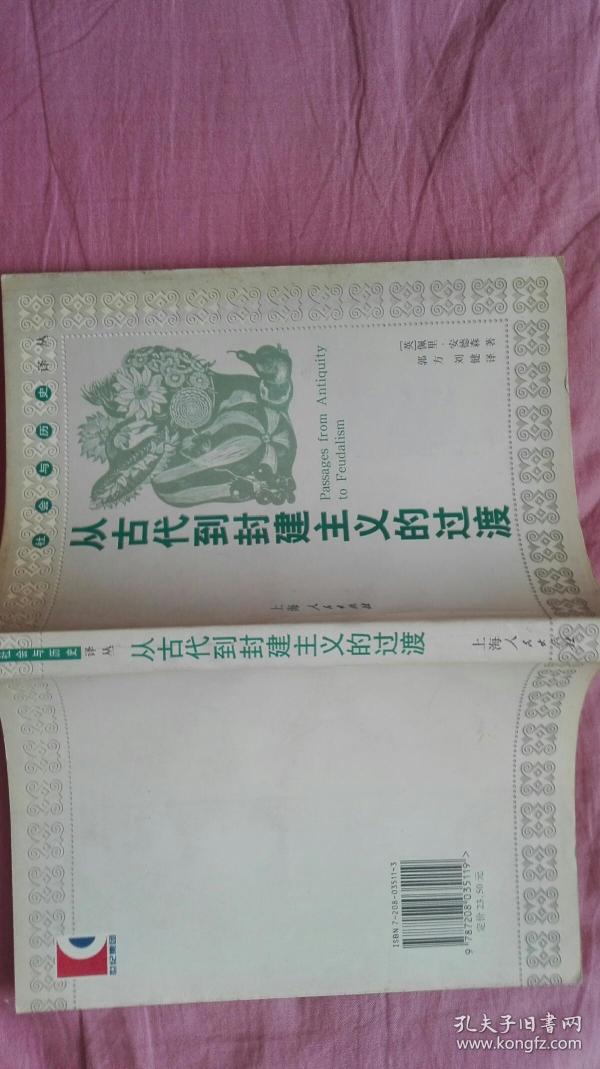 社会与历史译丛
[英]佩里·安德森 著
郭方 刘健 译
Passages from Antiquity
to Feudalism
从古代到封建主义的过渡
上海人民出版社
社会与历史译丛
从古代到封建主义的过渡
上海人民出版社
ISBN 7-208-03511-3
9 787208 035119 >
定价 23.50 元
世纪集团
孔夫子旧书网
www.kongfz.com